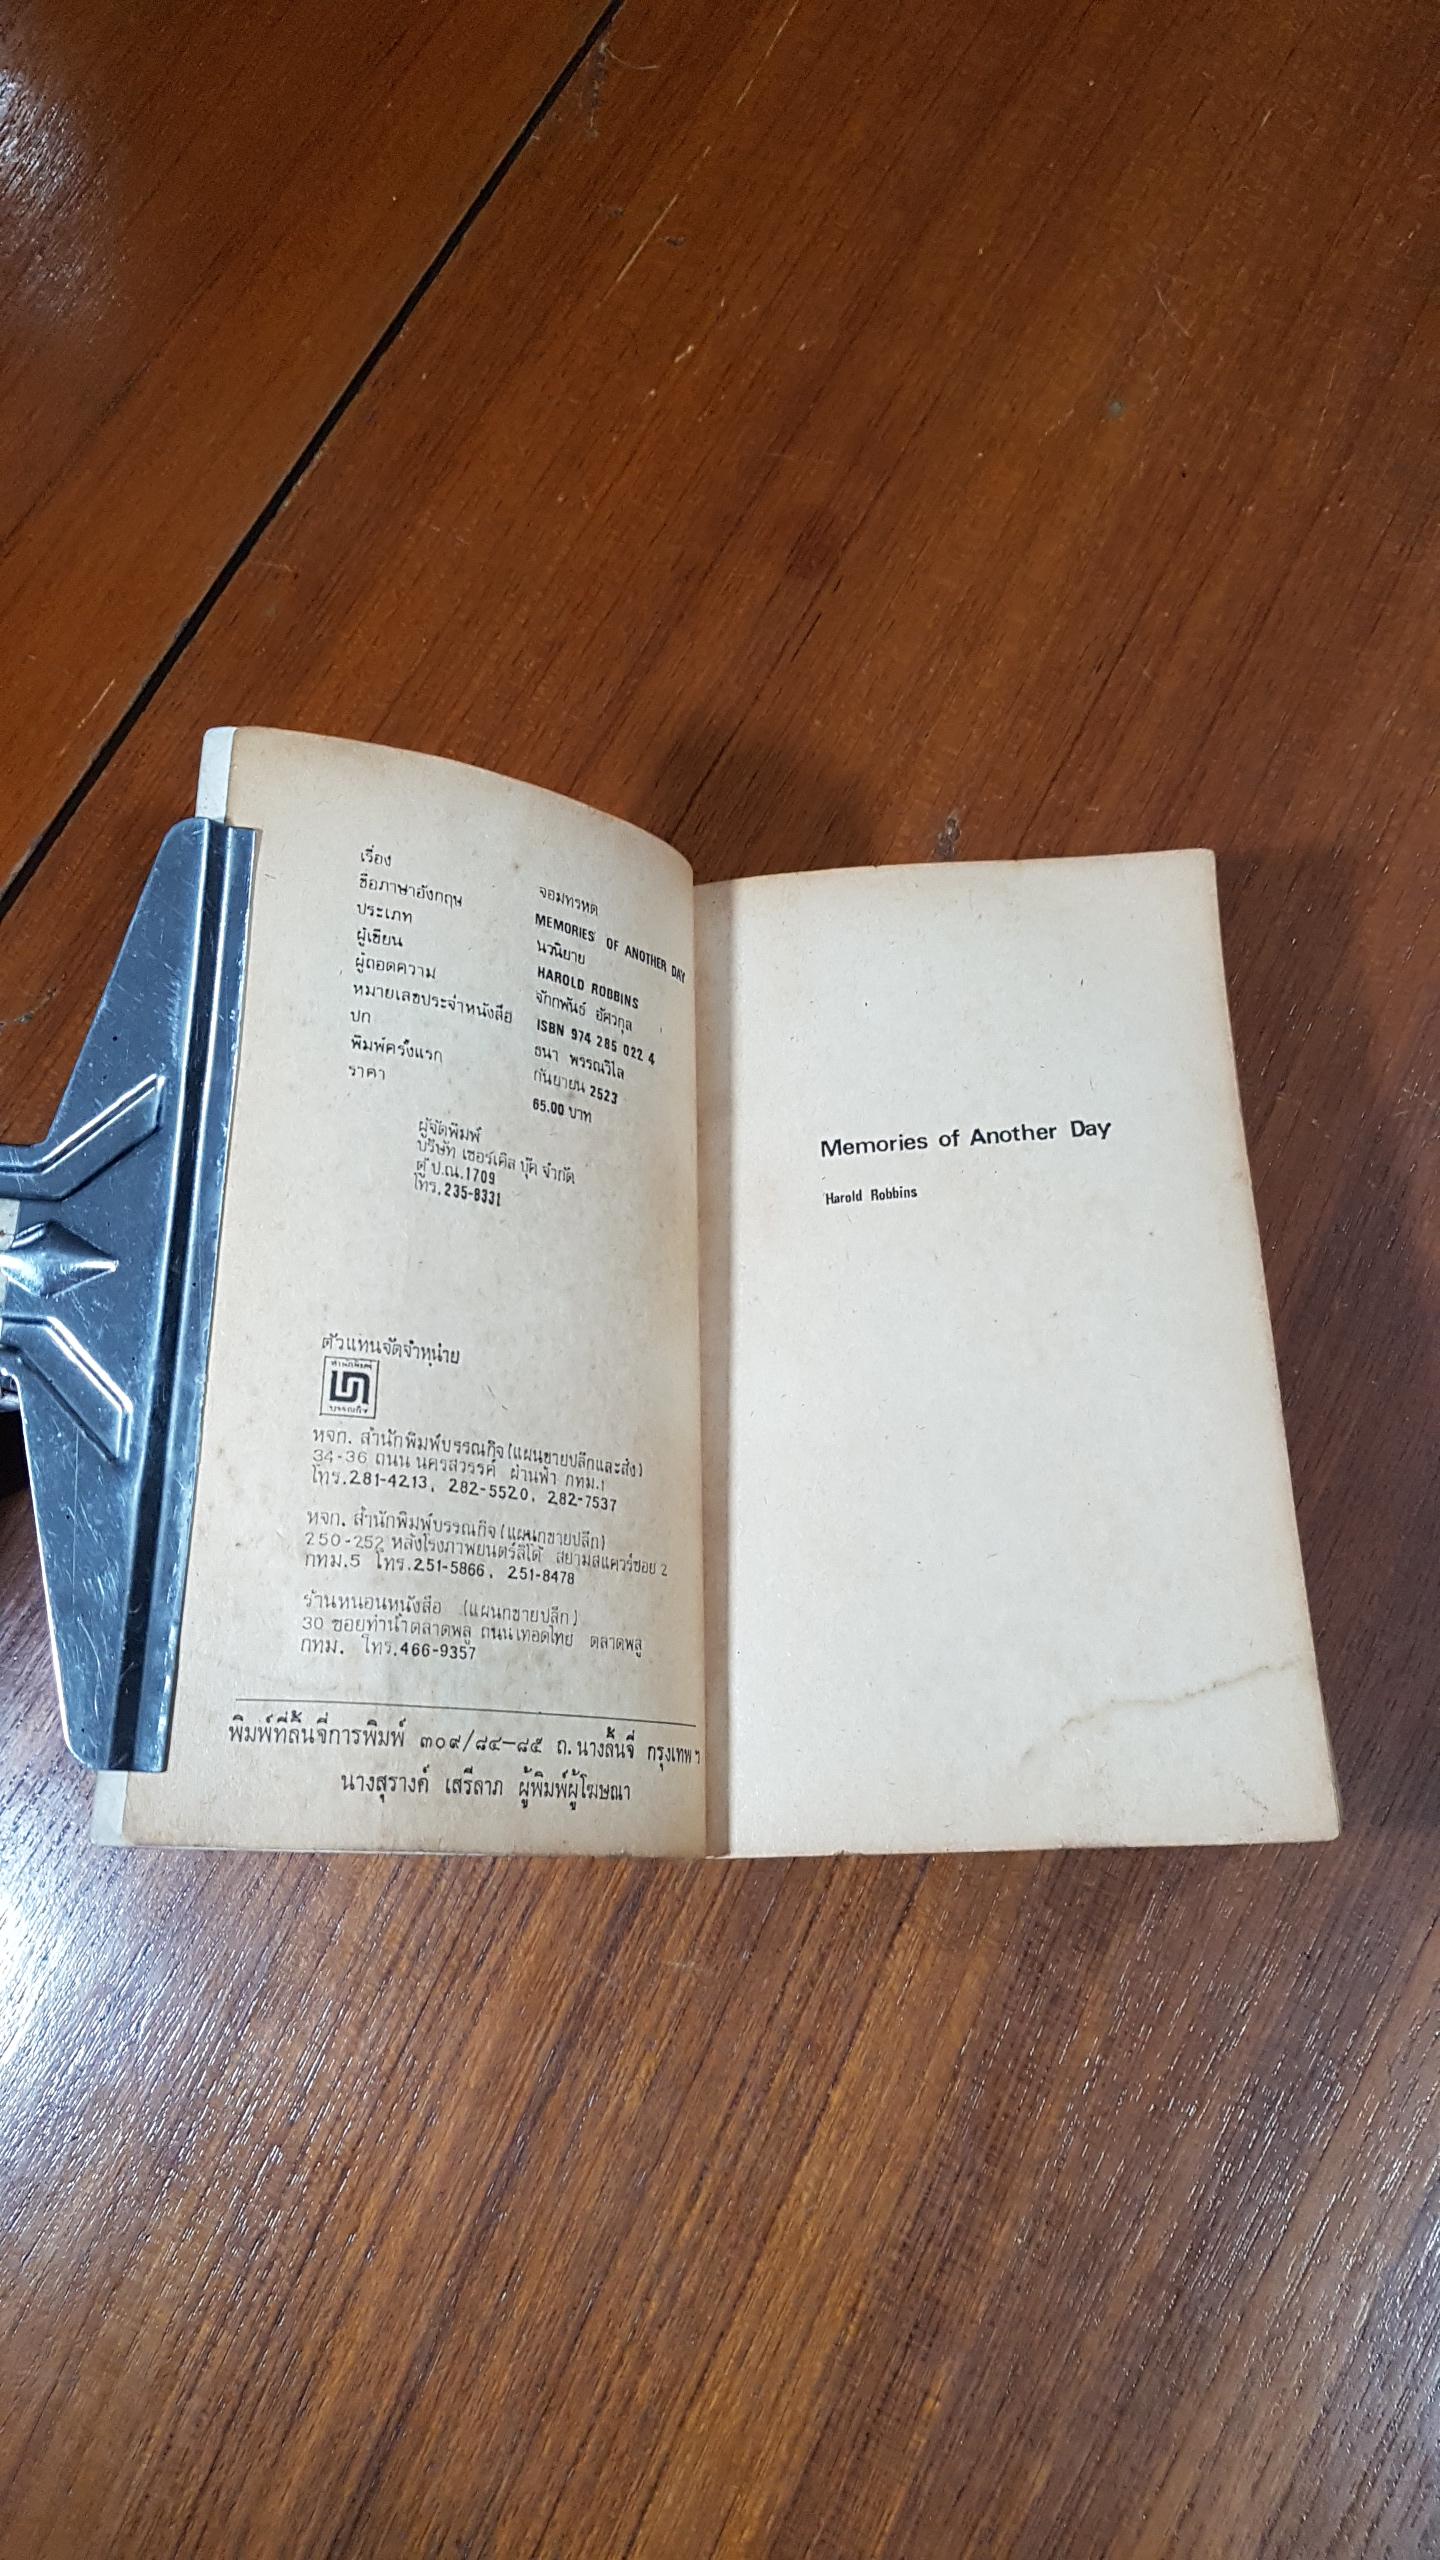 เรื่อง จอมทรหด
ชื่อภาษาอังกฤษ MEMORIES OF ANOTHER DAY
ประเภท นวนิยาย
ผู้เขียน HAROLD ROBBINS
ผู้ถอดความ จักกพันธ์ อัศวกุล
หมายเลขประจำหนังสือ ISBN 974 285 022 4
ปก ธนา พรรณวิไล
พิมพ์ครั้งแรก กันยายน 2523
ราคา 65.00 บาท
ผู้จัดพิมพ์
บริษัท เซอร์เคิล บุ๊ค จำกัด
ตู้ ป.ณ.1709
โทร.235-8331
ตัวแทนจัดจำหน่าย
สำนักพิมพ์
บรรณกิจ
หจก. สำนักพิมพ์บรรณกิจ (แผนขายปลีกและส่ง)
34-36 ถนน นครสวรรค์ ผ่านฟ้า กทม.1
โทร.281-4213, 282-5520, 282-7537
หจก. สำนักพิมพ์บรรณกิจ (แผนกขายปลีก)
250-252 หลังโรงภาพยนตร์ลิโด้ สยามสแควร์ซอย 2
กทม.5 โทร.251-5866, 251-8478
ร้านหนอนหนังสือ (แผนกขายปลีก)
30 ซอยท่าน้ำตลาดพลู ถนนเทอดไทย ตลาดพลู
กทม. โทร.466-9357
พิมพ์ที่ลิ้นจี่การพิมพ์ ๓๐๙/๘๔—๘๕ ถ.นางลิ้นจี่ กรุงเทพ ฯ
นางสุรางค์ เสรีลาภ ผู้พิมพ์ผู้โฆษณา
Memories of Another Day
Harold Robbins